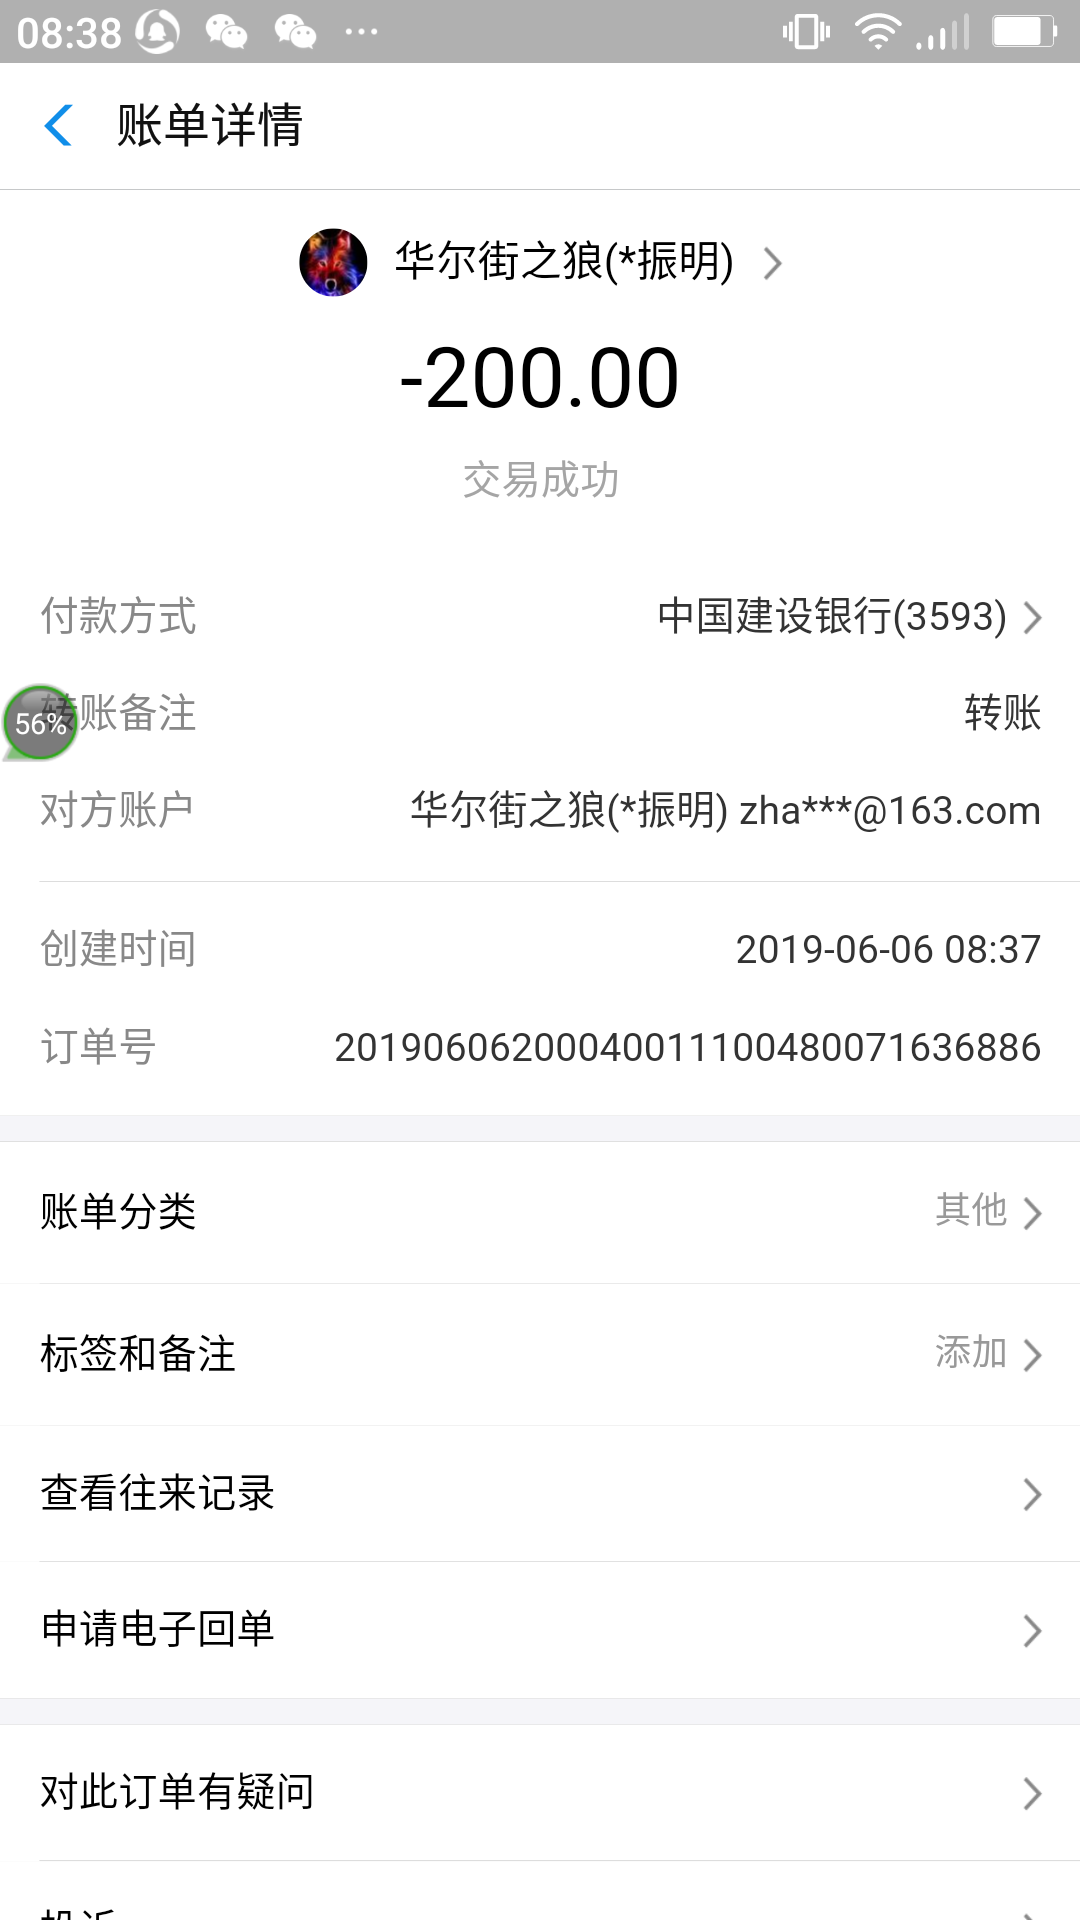 08:38
账单详情
华尔街之狼(*振明)
-200.00
交易成功
付款方式 中国建设银行(3593)
转账备注 转账
56%
对方账户 华尔街之狼(*振明) zha***@163.com
创建时间 2019-06-06 08:37
订单号 20190606200040011100480071636886
账单分类 其他
标签和备注 添加
查看往来记录
申请电子回单
对此订单有疑问
投诉